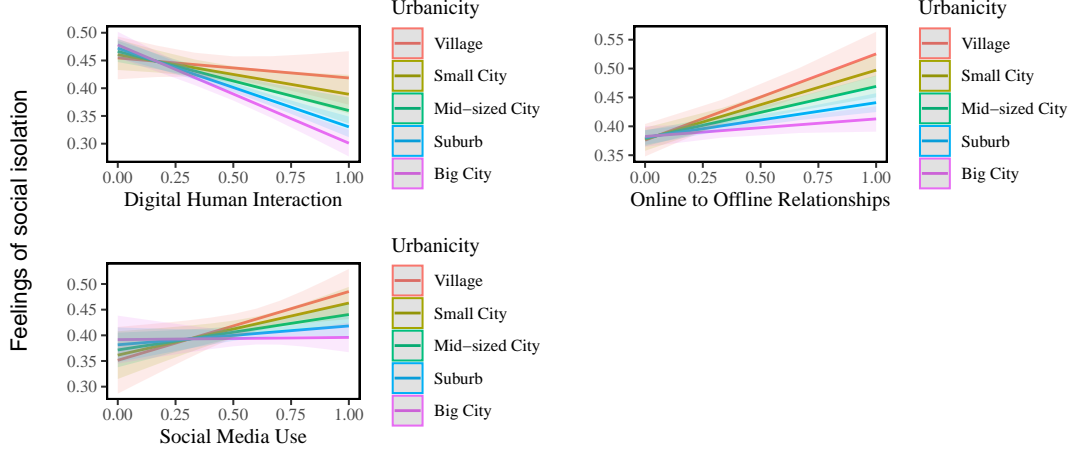 Feelings of social isolation
0.50
0.45
0.40
0.35
0.30
0.00 0.25 0.50 0.75 1.00
Digital Human Interaction
Urbanicity
Village
Small City
Mid−sized City
Suburb
Big City
0.55
0.50
0.45
0.40
0.35
0.00 0.25 0.50 0.75 1.00
Online to Offline Relationships
Urbanicity
Village
Small City
Mid−sized City
Suburb
Big City
0.50
0.45
0.40
0.35
0.30
0.00 0.25 0.50 0.75 1.00
Social Media Use
Urbanicity
Village
Small City
Mid−sized City
Suburb
Big City